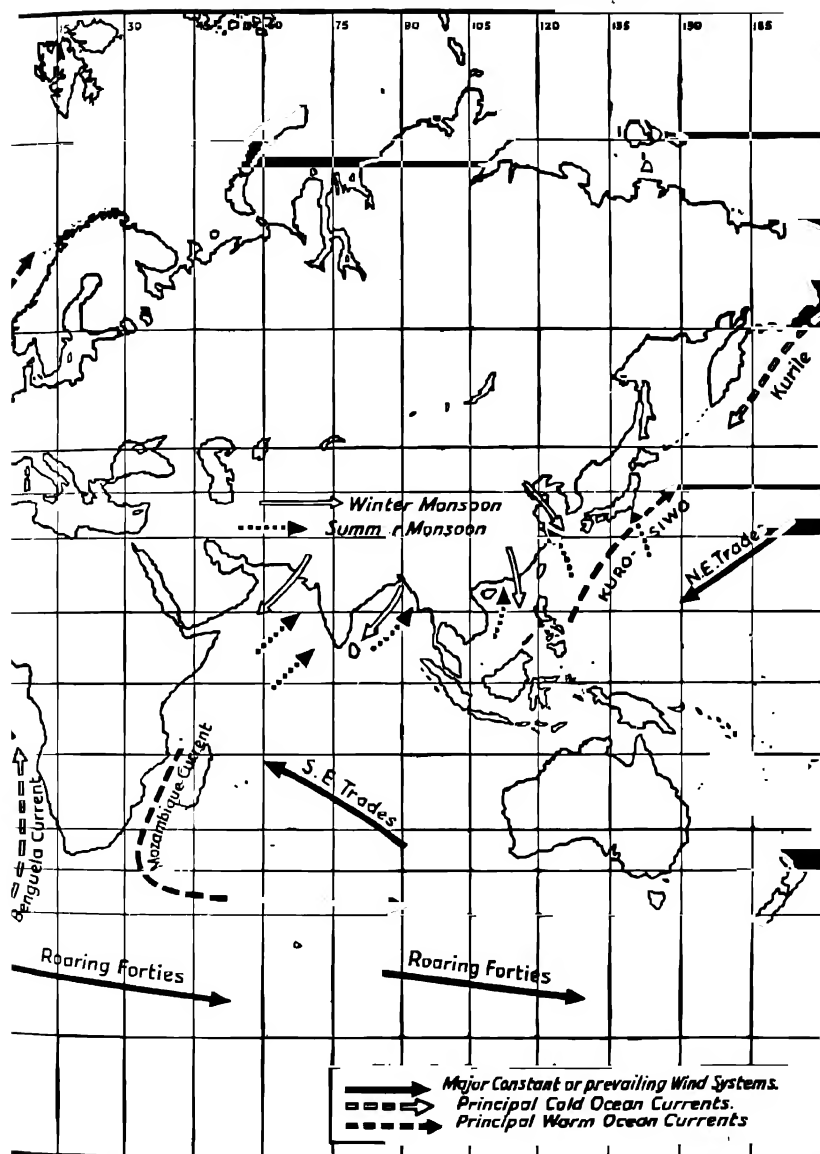 30 45 60 75 90 105 120 135 150 165
Kurile
Winter Monsoon
Summ r Monsoon
KURO-SIWO
N.E. Trade
Benguela Current
Mozambique Current
S.E Trades
Roaring Forties
Roaring Forties
Major Constant or prevailing Wind Systems.
Principal Cold Ocean Currents.
Principal Warm Ocean Currents